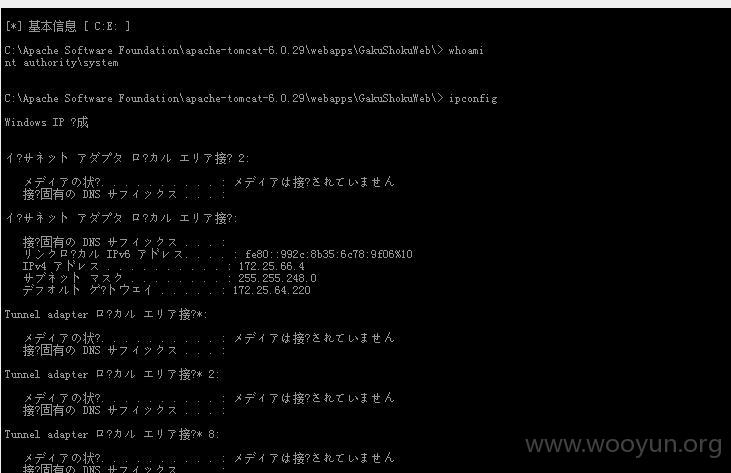 [*] 基本信息 [ C:E: ]
C:\Apache Software Foundation\apache-tomcat-6.0.29\webapps\GakuShokuWeb\> whoami
nt authority\system
C:\Apache Software Foundation\apache-tomcat-6.0.29\webapps\GakuShokuWeb\> ipconfig
Windows IP ?成
イ?サネット アダプタ ロ?カル エリア接? 2:
メディアの状?. . . . . . . . . . . : メディアは接?されていません
接?固有の DNS サフィックス . . . :
イ?サネット アダプタ ロ?カル エリア接?:
接?固有の DNS サフィックス . . . :
リンクロ?カル IPv6 アドレス. . . . : fe80::992c:8b35:6c78:9f06%10
IPv4 アドレス . . . . . . . . . . : 172.25.66.4
サブネット マスク . . . . . . . . : 255.255.248.0
デフォルト ゲ?トウェイ . . . . . : 172.25.64.220
Tunnel adapter ロ?カル エリア接?*:
メディアの状?. . . . . . . . . . . : メディアは接?されていません
接?固有の DNS サフィックス . . . :
Tunnel adapter ロ?カル エリア接?* 2:
メディアの状?. . . . . . . . . . . : メディアは接?されていません
接?固有の DNS サフィックス . . . :
Tunnel adapter ロ?カル エリア接?* 8:
メディアの状?. . . . . . . . . . . : メディアは接?されていません
www.wooyun.org